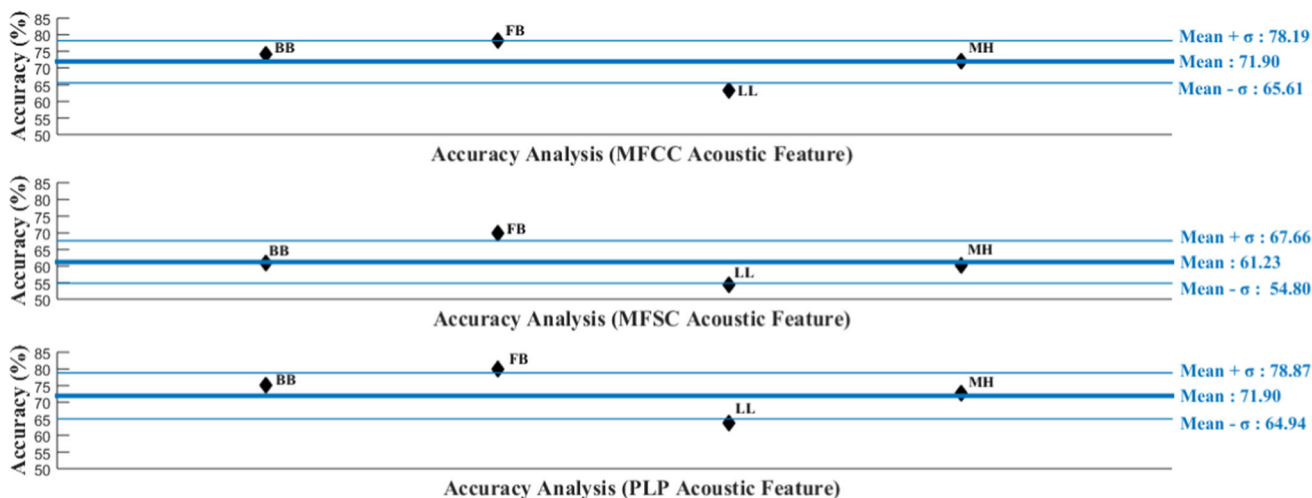 Accuracy (%)
85
80
75
70
65
60
55
50
BB
FB
LL
MH
Mean + σ : 78.19
Mean : 71.90
Mean - σ : 65.61
Accuracy Analysis (MFCC Acoustic Feature)
Accuracy (%)
85
80
75
70
65
60
55
50
BB
FB
LL
MH
Mean + σ : 67.66
Mean : 61.23
Mean - σ : 54.80
Accuracy Analysis (MFSC Acoustic Feature)
Accuracy (%)
85
80
75
70
65
60
55
50
BB
FB
LL
MH
Mean + σ : 78.87
Mean : 71.90
Mean - σ : 64.94
Accuracy Analysis (PLP Acoustic Feature)